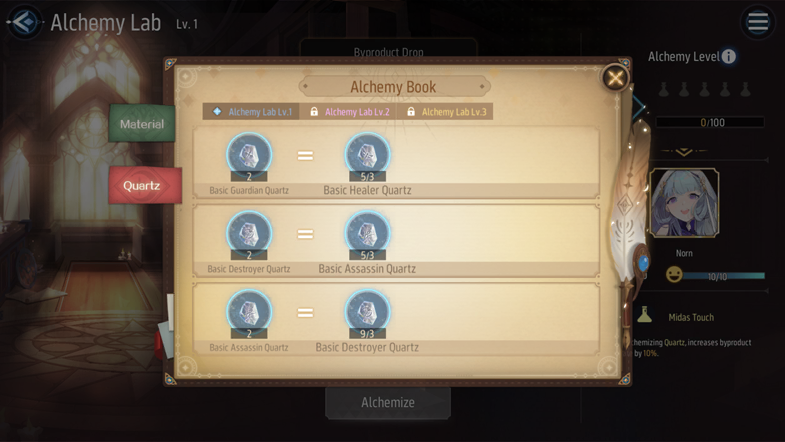 Alchemy Lab Lv. 1
Byproduct Drop
Alchemy Level i
0/100
Alchemy Book
Alchemy Lab Lv.1 Alchemy Lab Lv.2 Alchemy Lab Lv.3
Material
Quartz
2 = 5/3
Basic Guardian Quartz Basic Healer Quartz
2 = 5/3
Basic Destroyer Quartz Basic Assassin Quartz
2 = 9/3
Basic Assassin Quartz Basic Destroyer Quartz
Norn
10/10
Midas Touch
chemizing Quartz, increases byproduct
by 10%.
Alchemize